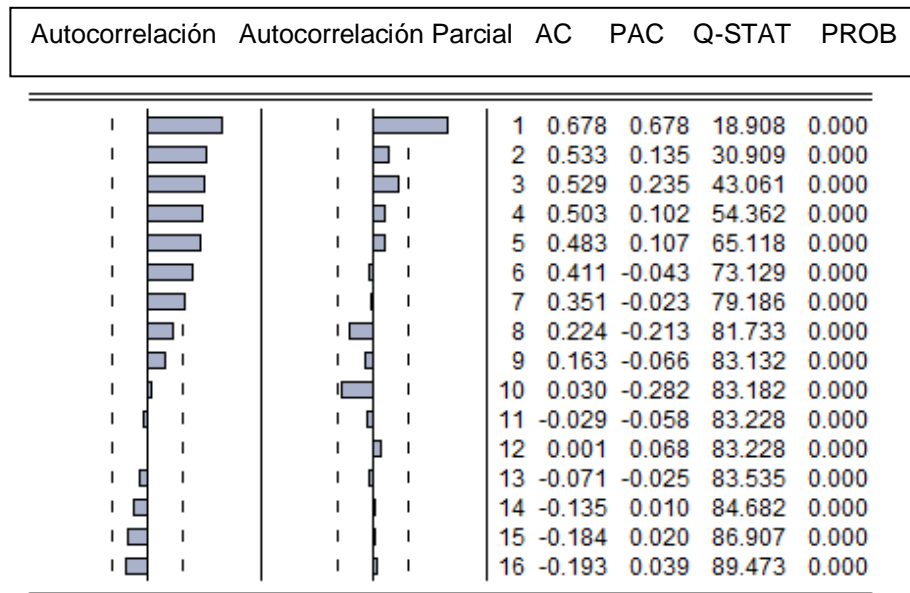 Autocorrelación Autocorrelación Parcial AC PAC Q-STAT PROB
1 0.678 0.678 18.908 0.000
2 0.533 0.135 30.909 0.000
3 0.529 0.235 43.061 0.000
4 0.503 0.102 54.362 0.000
5 0.483 0.107 65.118 0.000
6 0.411 -0.043 73.129 0.000
7 0.351 -0.023 79.186 0.000
8 0.224 -0.213 81.733 0.000
9 0.163 -0.066 83.132 0.000
10 0.030 -0.282 83.182 0.000
11 -0.029 -0.058 83.228 0.000
12 0.001 0.068 83.228 0.000
13 -0.071 -0.025 83.535 0.000
14 -0.135 0.010 84.682 0.000
15 -0.184 0.020 86.907 0.000
16 -0.193 0.039 89.473 0.000